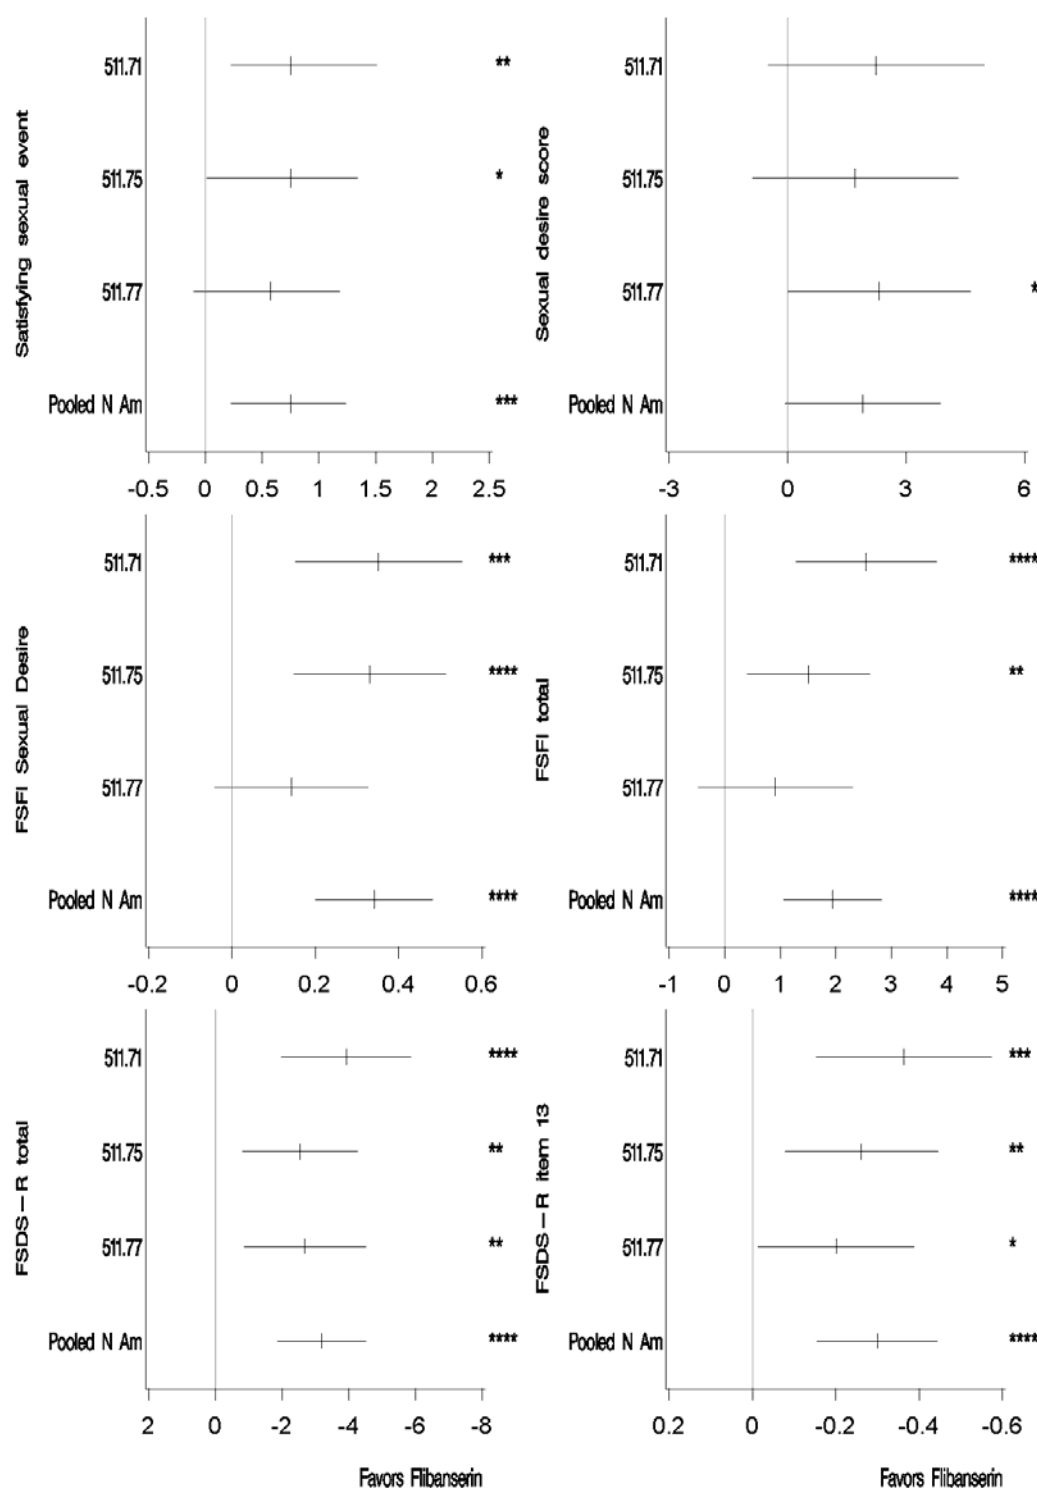 Satisfying sexual event
511.71 **
511.75 *
511.77
Pooled N Am ***
-0.5 0 0.5 1 1.5 2 2.5
Sexual desire score
511.71
511.75
511.77 *
Pooled N Am
-3 0 3 6
FSFI Sexual Desire
511.71 ***
511.75 ****
511.77
Pooled N Am ****
-0.2 0 0.2 0.4 0.6
FSFI total
511.71 ****
511.75 **
511.77
Pooled N Am ****
-1 0 1 2 3 4 5
FSDS-R total
511.71 ****
511.75 **
511.77 **
Pooled N Am ****
2 0 -2 -4 -6 -8
Favors Flibanserin
FSDS-R item 13
511.71 ***
511.75 **
511.77 *
Pooled N Am ****
0.2 0 -0.2 -0.4 -0.6
Favors Flibanserin